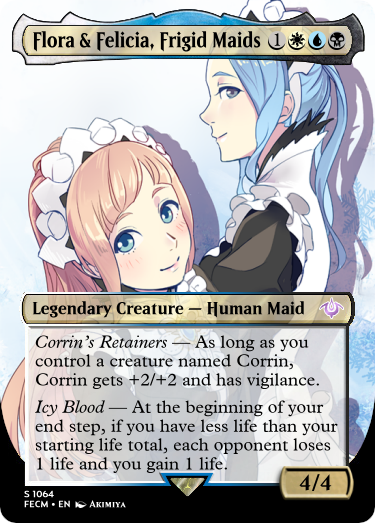 Flora & Felicia, Frigid Maids 1
Legendary Creature — Human Maid
Corrin's Retainers — As long as you
control a creature named Corrin,
Corrin gets +2/+2 and has vigilance.
Icy Blood — At the beginning of your
end step, if you have less life than your
starting life total, each opponent loses
1 life and you gain 1 life.
4/4
S 1064
FECM • EN Akimiya